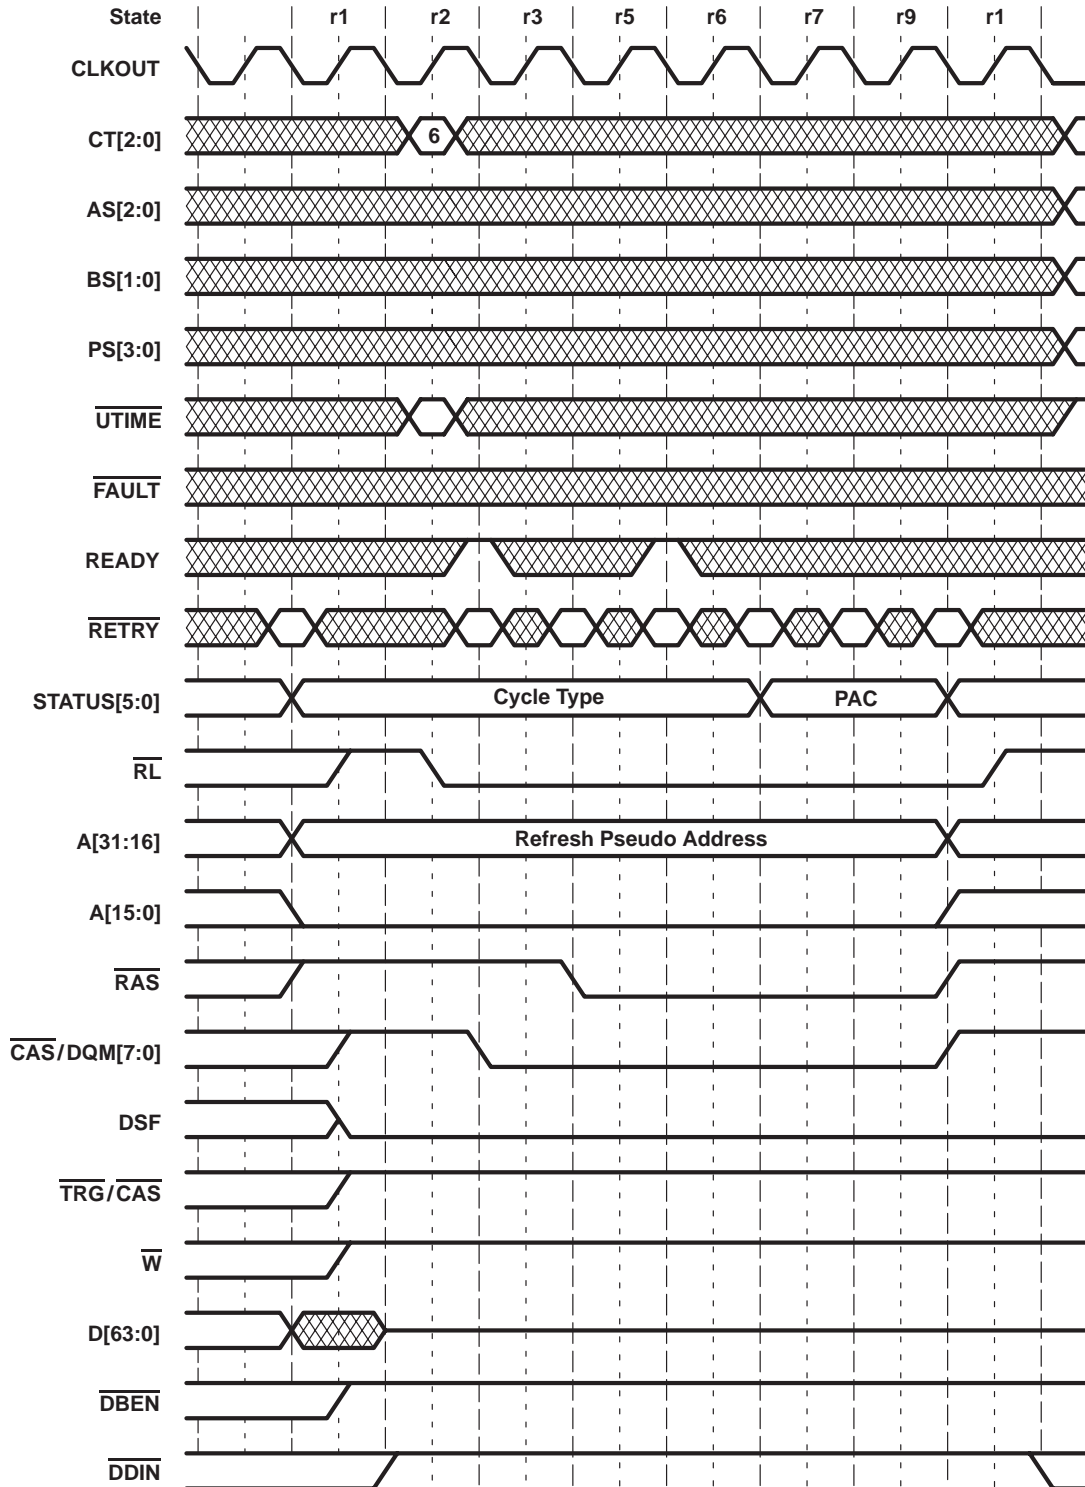 State r1 r2 r3 r5 r6 r7 r9 r1
CLKOUT
CT[2:0] 6
AS[2:0]
BS[1:0]
PS[3:0]
UTIME
FAULT
READY
RETRY
STATUS[5:0] Cycle Type PAC
RL
A[31:16] Refresh Pseudo Address
A[15:0]
RAS
CAS/DQM[7:0]
DSF
TRG/CAS
W
D[63:0]
DBEN
DDIN